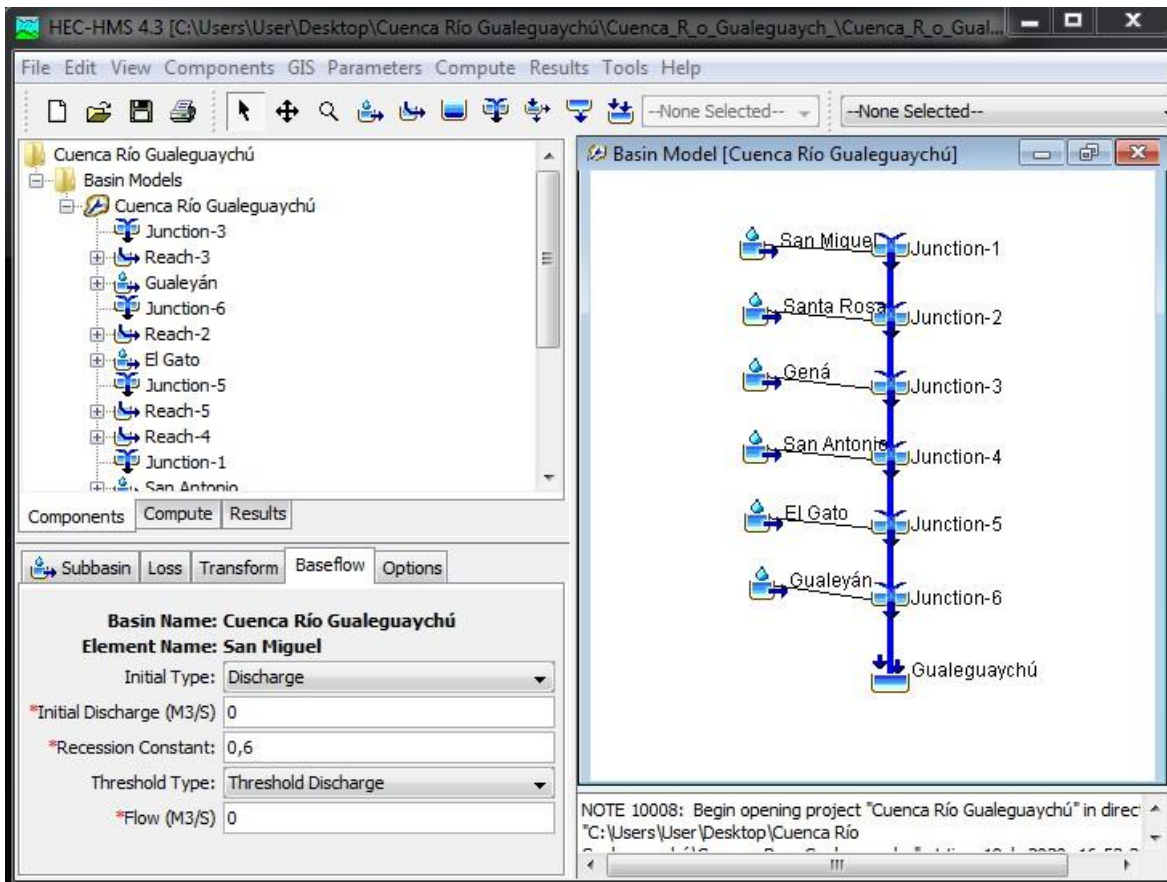 HEC-HMS 4.3 [C:\Users\User\Desktop\Cuenca Río Gualeguaychú\Cuenca_R_o_Gualeguaych_\Cuenca_R_o_Gual...
File Edit View Components GIS Parameters Compute Results Tools Help
--None Selected-- --None Selected--
Cuenca Río Gualeguaychú
Basin Models
Cuenca Río Gualeguaychú
Junction-3
Reach-3
Gualeyán
Junction-6
Reach-2
El Gato
Junction-5
Reach-5
Reach-4
Junction-1
San Antonio
Components Compute Results
Subbasin Loss Transform Baseflow Options
Basin Name: Cuenca Río Gualeguaychú
Element Name: San Miguel
Initial Type: Discharge
*Initial Discharge (M3/S) 0
*Recession Constant: 0,6
Threshold Type: Threshold Discharge
*Flow (M3/S) 0
Basin Model [Cuenca Río Gualeguaychú]
San Miguel Junction-1
Santa Rosa Junction-2
Gená Junction-3
San Antonio Junction-4
El Gato Junction-5
Gualeyán Junction-6
Gualeguaychú
NOTE 10008: Begin opening project "Cuenca Río Gualeguaychú" in direc
"C:\Users\User\Desktop\Cuenca Río